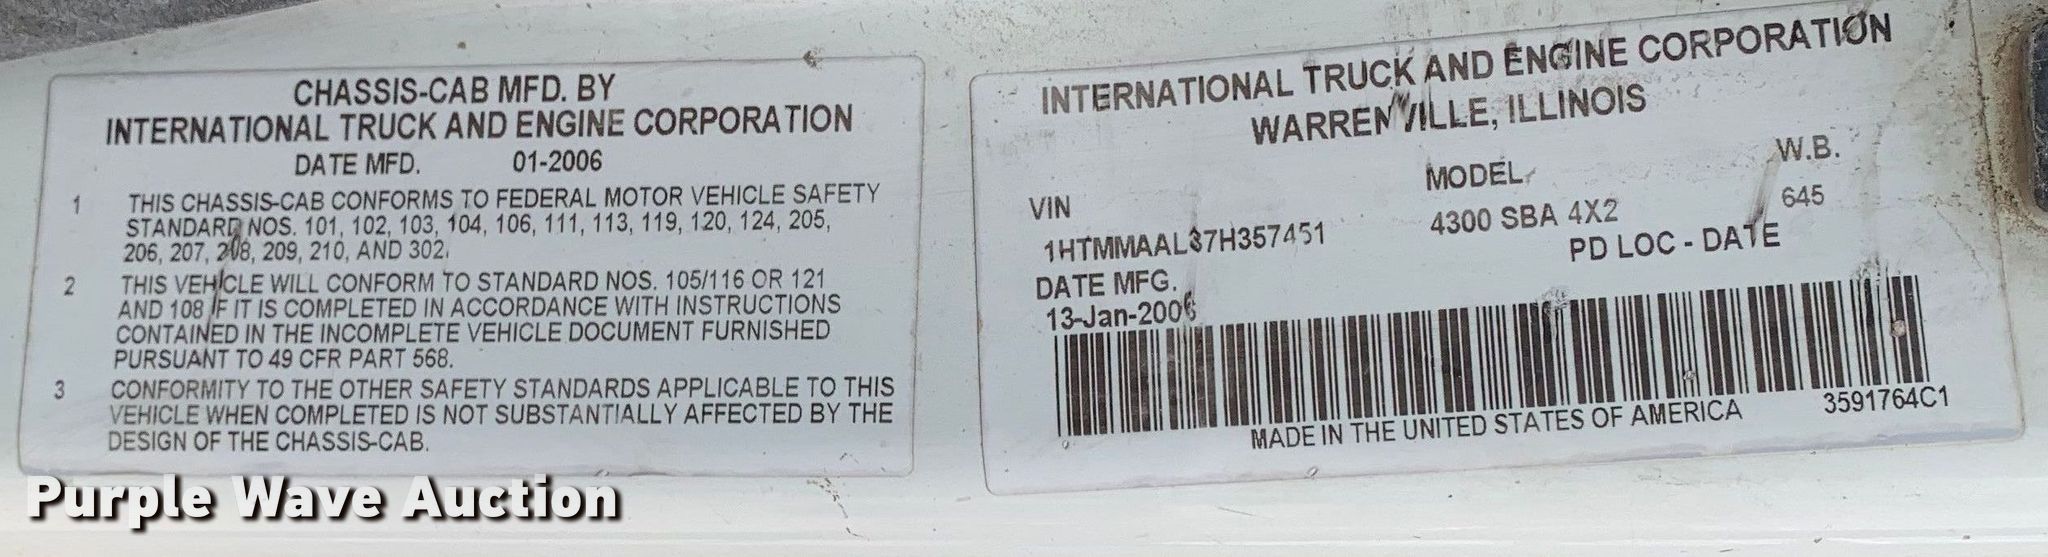 CHASSIS-CAB MFD. BY
INTERNATIONAL TRUCK AND ENGINE CORPORATION
DATE MFD. 01-2006
1 THIS CHASSIS-CAB CONFORMS TO FEDERAL MOTOR VEHICLE SAFETY
STANDARD NOS. 101, 102, 103, 104, 106, 111, 113, 119, 120, 124, 205,
206, 207, 208, 209, 210, AND 302.
2 THIS VEHICLE WILL CONFORM TO STANDARD NOS. 105/116 OR 121
AND 108 IF IT IS COMPLETED IN ACCORDANCE WITH INSTRUCTIONS
CONTAINED IN THE INCOMPLETE VEHICLE DOCUMENT FURNISHED
PURSUANT TO 49 CFR PART 568.
3 CONFORMITY TO THE OTHER SAFETY STANDARDS APPLICABLE TO THIS
VEHICLE WHEN COMPLETED IS NOT SUBSTANTIALLY AFFECTED BY THE
DESIGN OF THE CHASSIS-CAB.
INTERNATIONAL TRUCK AND ENGINE CORPORATION
WARRENVILLE, ILLINOIS
VIN MODEL W.B.
1HTMMAAL37H357451 4300 SBA 4X2 645
DATE MFG. PD LOC - DATE
13-Jan-2006
MADE IN THE UNITED STATES OF AMERICA 3591764C1
Purple Wave Auction